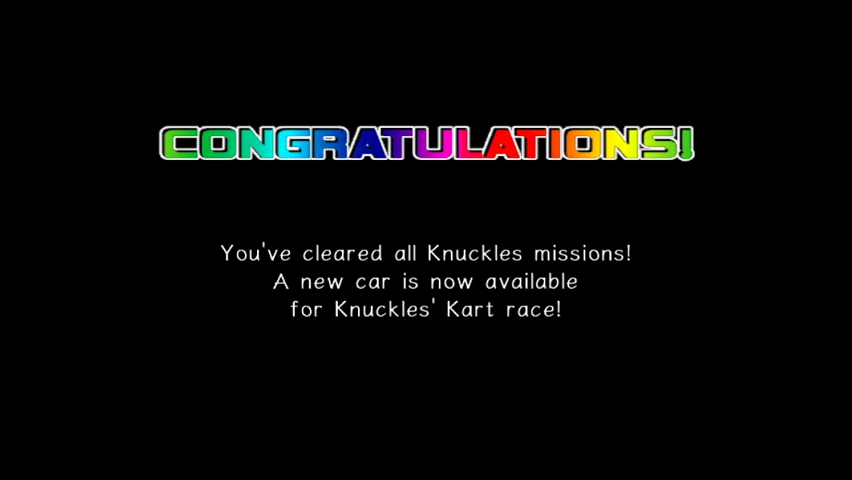 CONGRATULATIONS!
You've cleared all Knuckles missions!
A new car is now available
for Knuckles' Kart race!